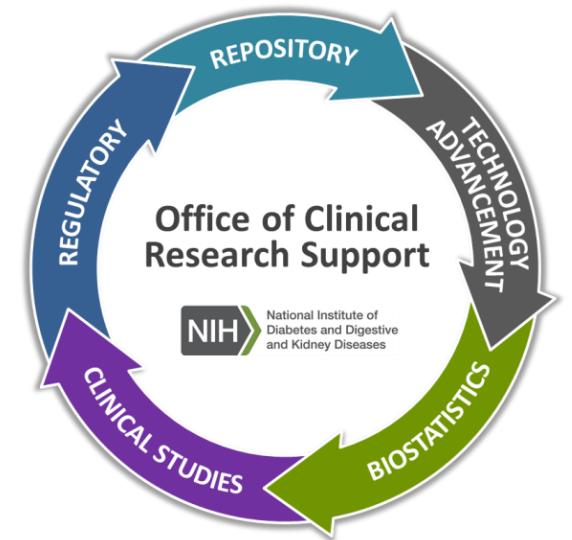 REPOSITORY
TECHNOLOGY
ADVANCEMENT
BIOSTATISTICS
CLINICAL STUDIES
REGULATORY
Office of Clinical
Research Support
NIH
National Institute of
Diabetes and Digestive
and Kidney Diseases